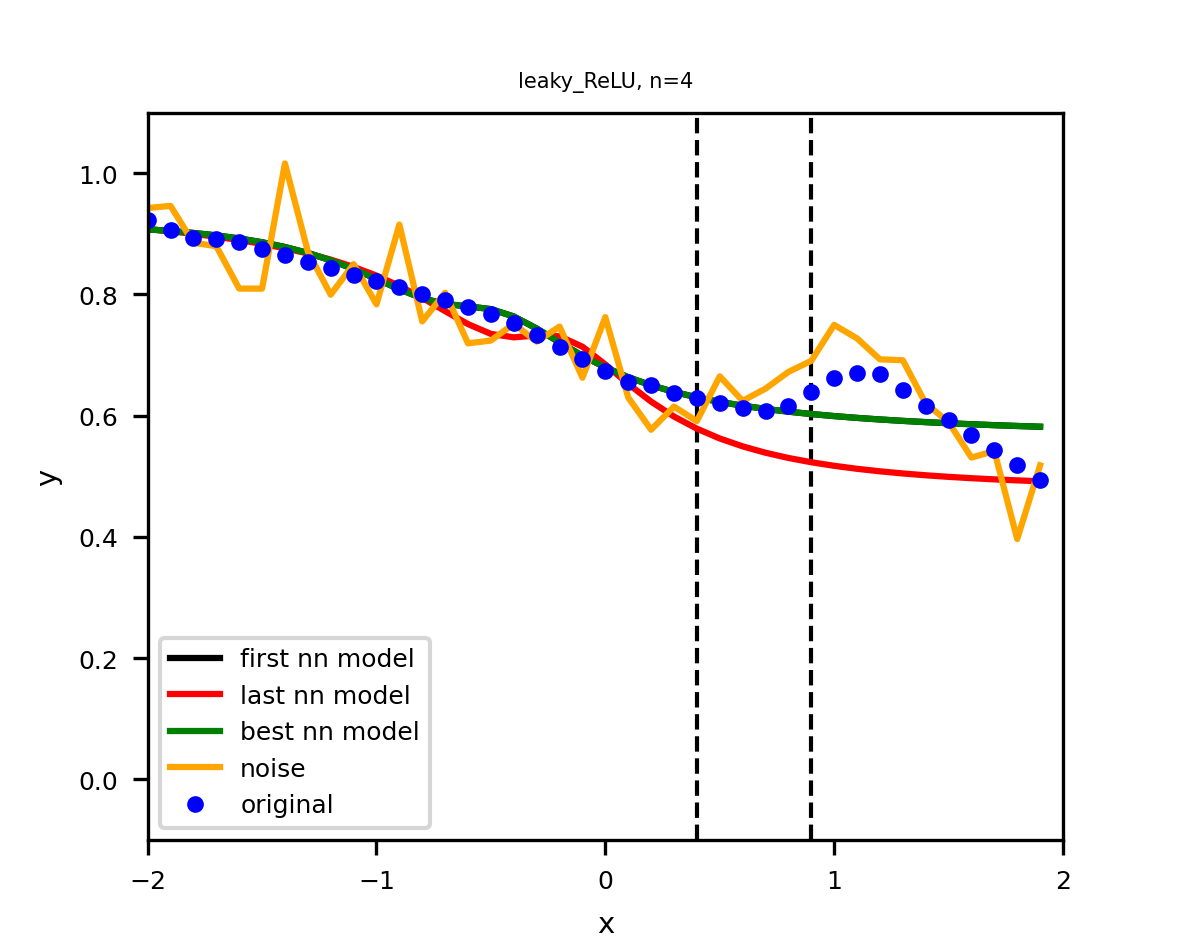 leaky_ReLU, n=4
y
1.0
0.8
0.6
0.4
0.2
0.0
first nn model
last nn model
best nn model
noise
original
−2
−1
0
1
2
x